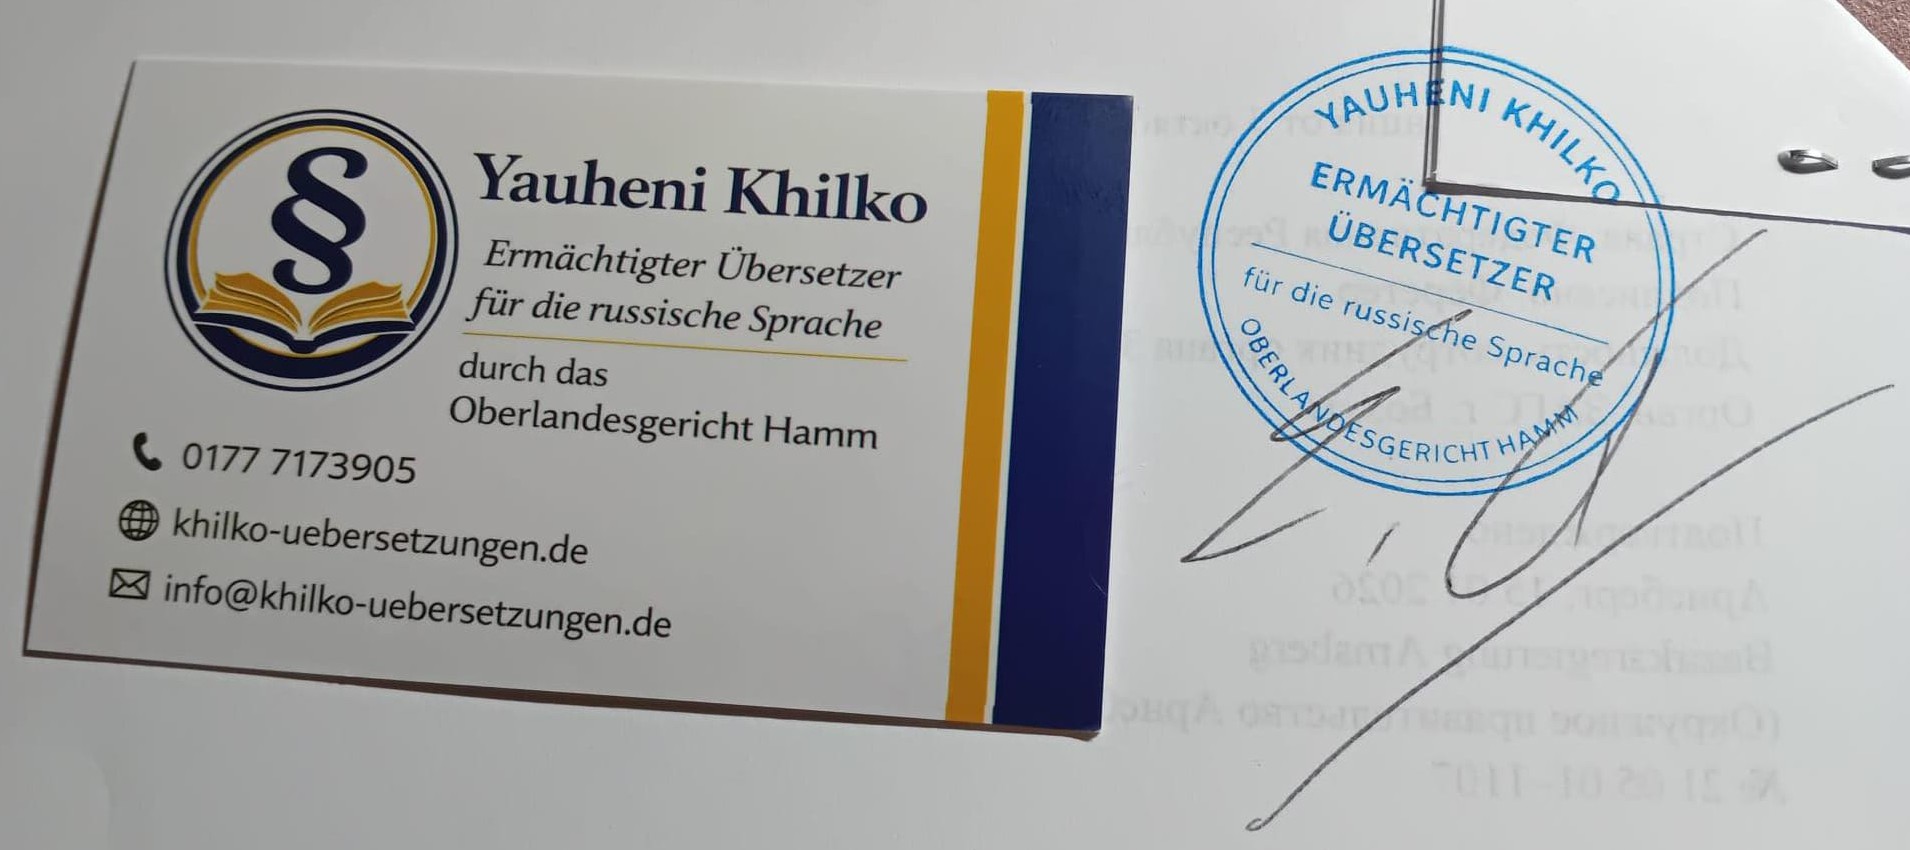 §
Yauheni Khilko
Ermächtigter Übersetzer
für die russische Sprache
durch das
Oberlandesgericht Hamm
0177 7173905
khilko-uebersetzungen.de
info@khilko-uebersetzungen.de
YAUHENI KHILKO
ERMÄCHTIGTER
ÜBERSETZER
für die russische Sprache
OBERLANDESGERICHT HAMM